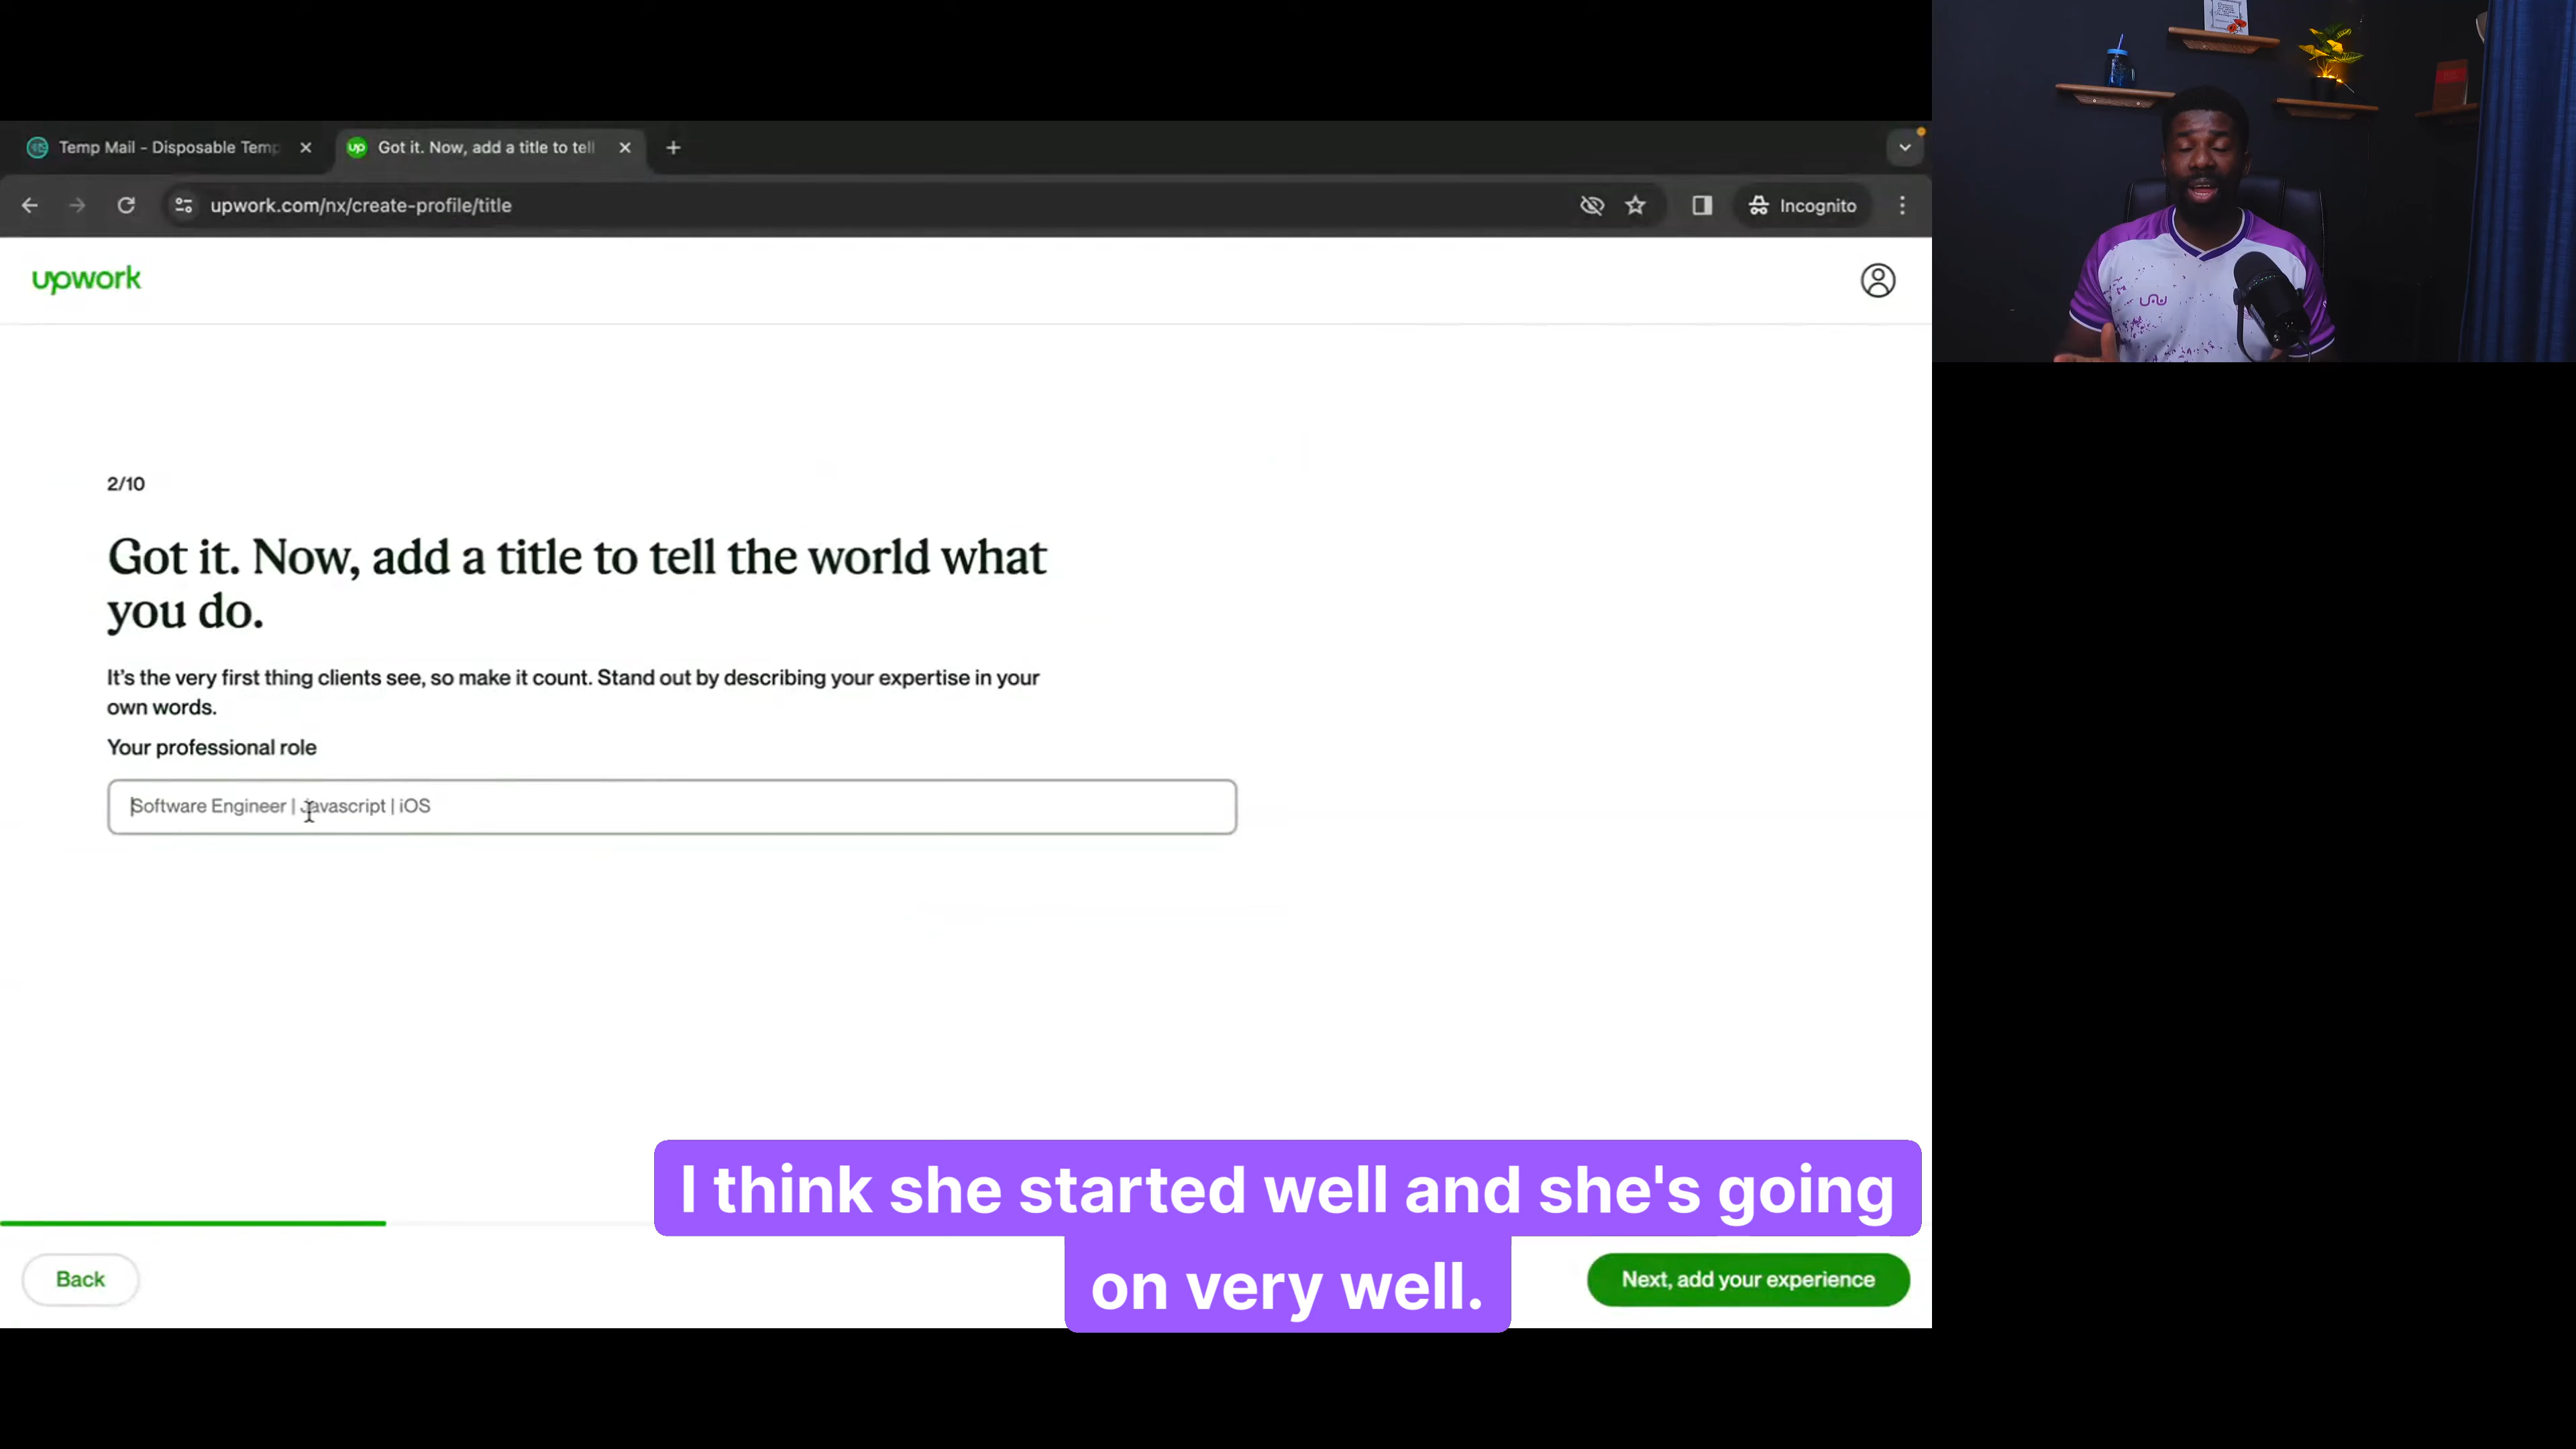 Temp Mail - Disposable Temp
Got it. Now, add a title to tell
upwork.com/nx/create-profile/title
Incognito
upwork
2/10
Got it. Now, add a title to tell the world what
you do.
It's the very first thing clients see, so make it count. Stand out by describing your expertise in your
own words.
Your professional role
Software Engineer | Javascript | iOS
I think she started well and she's going
on very well.
Back
Next, add your experience